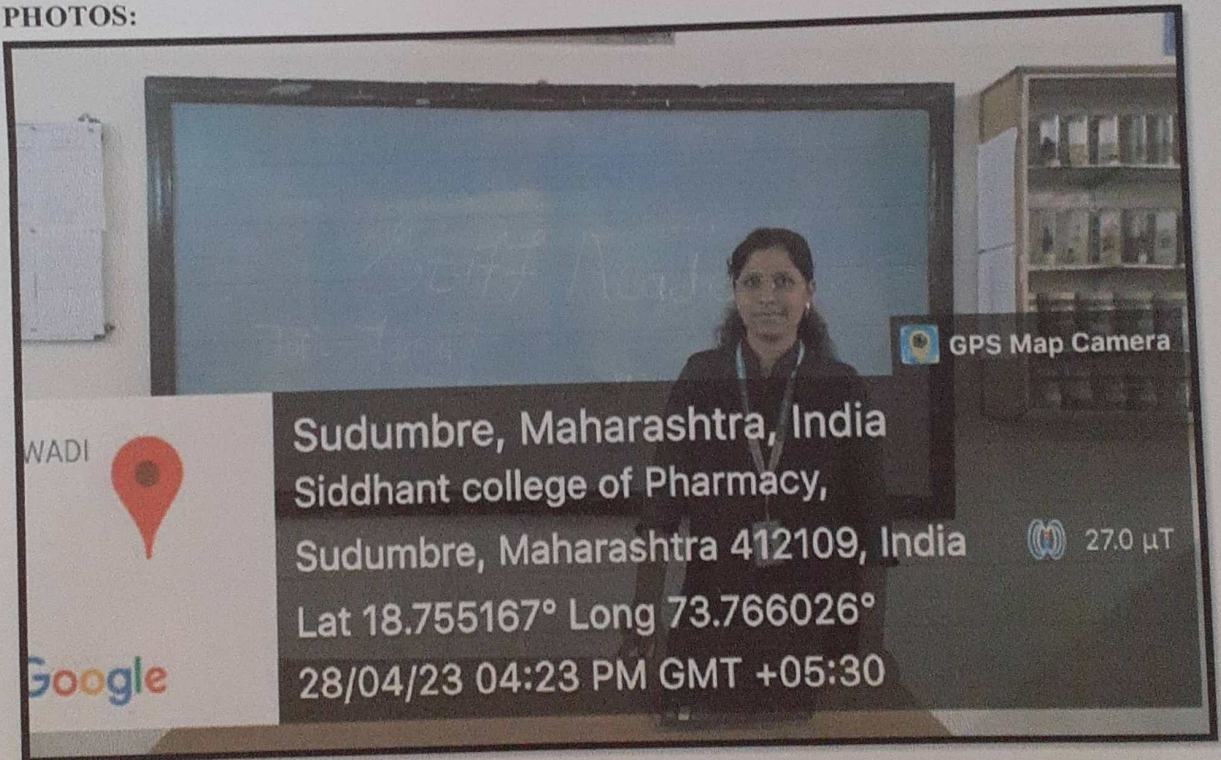 PHOTOS:
GPS Map Camera
WADI
Sudumbre, Maharashtra, India
Siddhant college of Pharmacy,
Sudumbre, Maharashtra 412109, India
27.0 µT
Lat 18.755167° Long 73.766026°
Google
28/04/23 04:23 PM GMT +05:30